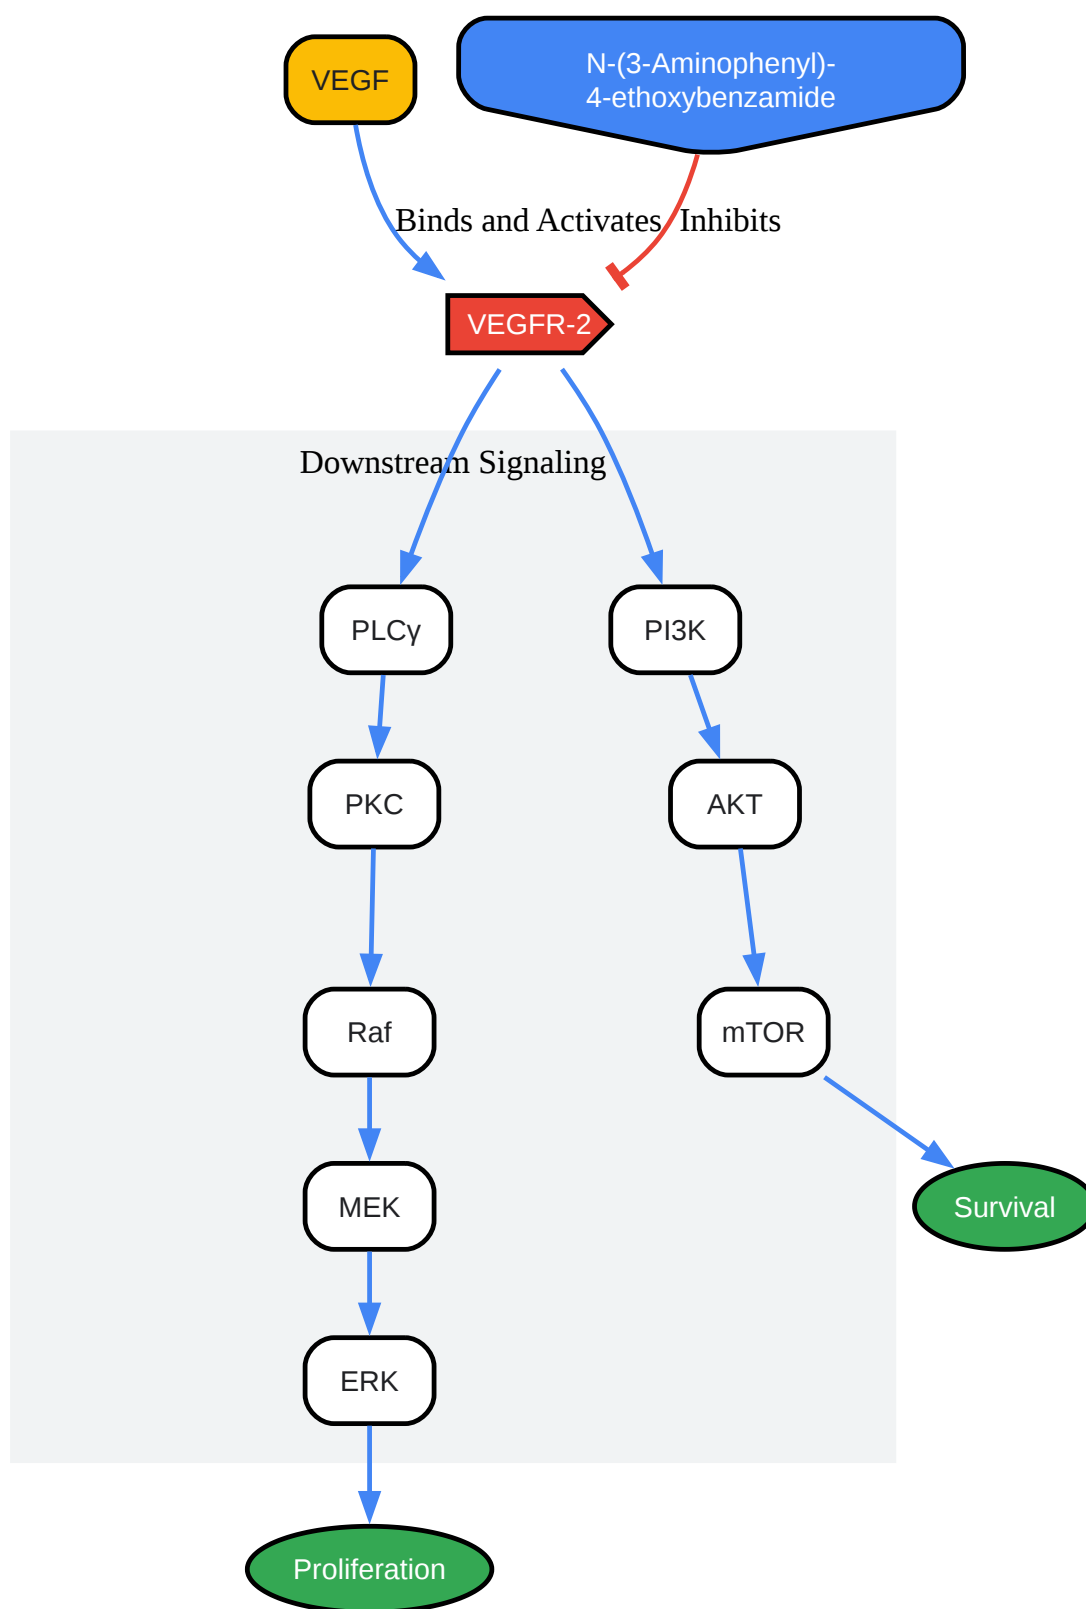 VEGF
N-(3-Aminophenyl)-
4-ethoxybenzamide
Binds and Activates
Inhibits
VEGFR-2
Downstream Signaling
PLCγ
PI3K
PKC
AKT
Raf
mTOR
MEK
Survival
ERK
Proliferation